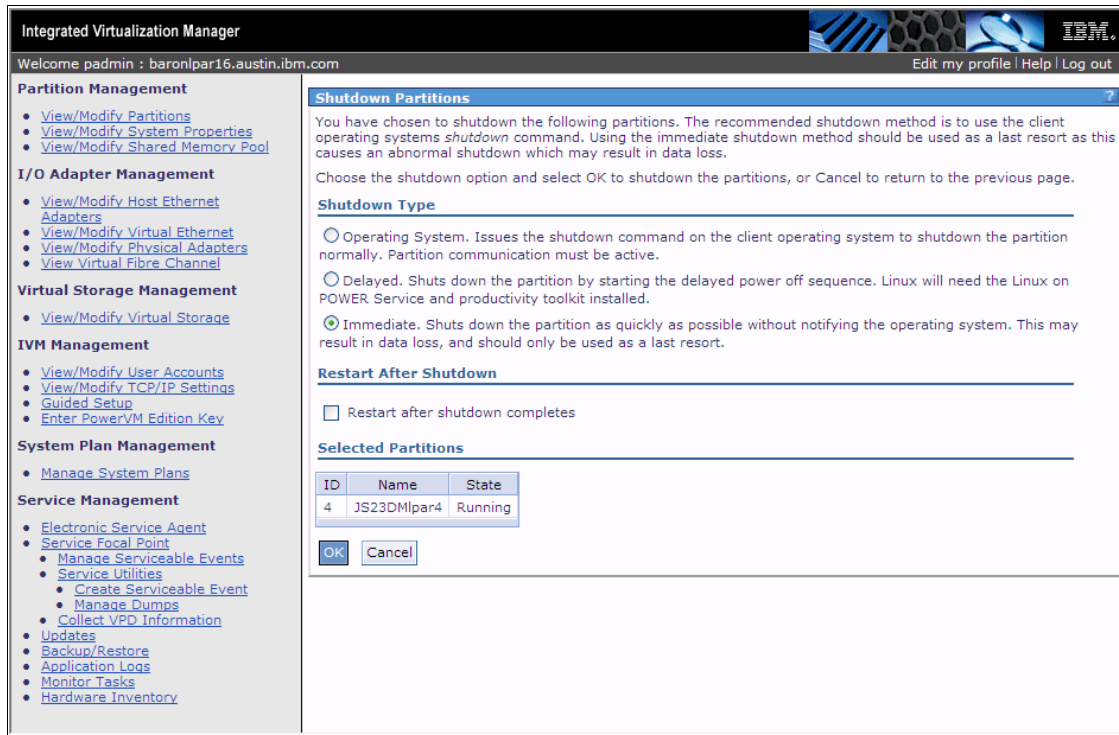 Integrated Virtualization Manager
IBM.
Welcome padmin : baronlpar16.austin.ibm.com
Edit my profile | Help | Log out
Partition Management
View/Modify Partitions
View/Modify System Properties
View/Modify Shared Memory Pool
I/O Adapter Management
View/Modify Host Ethernet
Adapters
View/Modify Virtual Ethernet
View/Modify Physical Adapters
View Virtual Fibre Channel
Virtual Storage Management
View/Modify Virtual Storage
IVM Management
View/Modify User Accounts
View/Modify TCP/IP Settings
Guided Setup
Enter PowerVM Edition Key
System Plan Management
Manage System Plans
Service Management
Electronic Service Agent
Service Focal Point
Manage Serviceable Events
Service Utilities
Create Serviceable Event
Manage Dumps
Collect VPD Information
Updates
Backup/Restore
Application Logs
Monitor Tasks
Hardware Inventory
Shutdown Partitions
?
You have chosen to shutdown the following partitions. The recommended shutdown method is to use the client
operating systems shutdown command. Using the immediate shutdown method should be used as a last resort as this
causes an abnormal shutdown which may result in data loss.
Choose the shutdown option and select OK to shutdown the partitions, or Cancel to return to the previous page.
Shutdown Type
Operating System. Issues the shutdown command on the client operating system to shutdown the partition
normally. Partition communication must be active.
Delayed. Shuts down the partition by starting the delayed power off sequence. Linux will need the Linux on
POWER Service and productivity toolkit installed.
Immediate. Shuts down the partition as quickly as possible without notifying the operating system. This may
result in data loss, and should only be used as a last resort.
Restart After Shutdown
Restart after shutdown completes
Selected Partitions
ID Name State
4 JS23DMlpar4 Running
OK Cancel